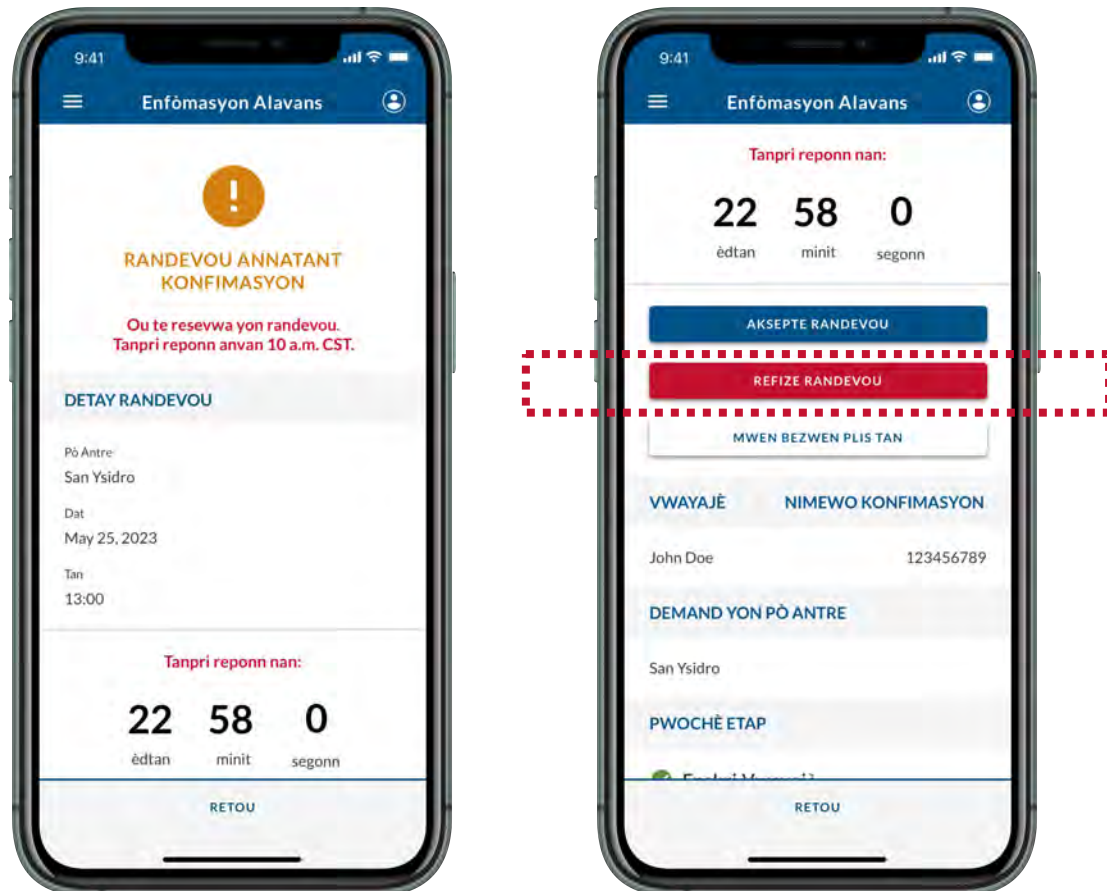 9:41
Enfòmasyon Alavans
RANDEVOU ANNATANT
KONFIMASYON
Ou te resevwa yon randevou.
Tanpri reponn anvan 10 a.m. CST.
DETAY RANDEVOU
Pò Antre
San Ysidro
Dat
May 25, 2023
Tan
13:00
Tanpri reponn nan:
22 58 0
èdtan minit segonn
RETOU
9:41
Enfòmasyon Alavans
Tanpri reponn nan:
22 58 0
èdtan minit segonn
AKSEPTE RANDEVOU
REFIZE RANDEVOU
MWEN BEZWEN PLIS TAN
VWAYAJÈ NIMEWO KONFIMASYON
John Doe 123456789
DEMAND YON PÒ ANTRE
San Ysidro
PWOCHÈ ETAP
RETOU